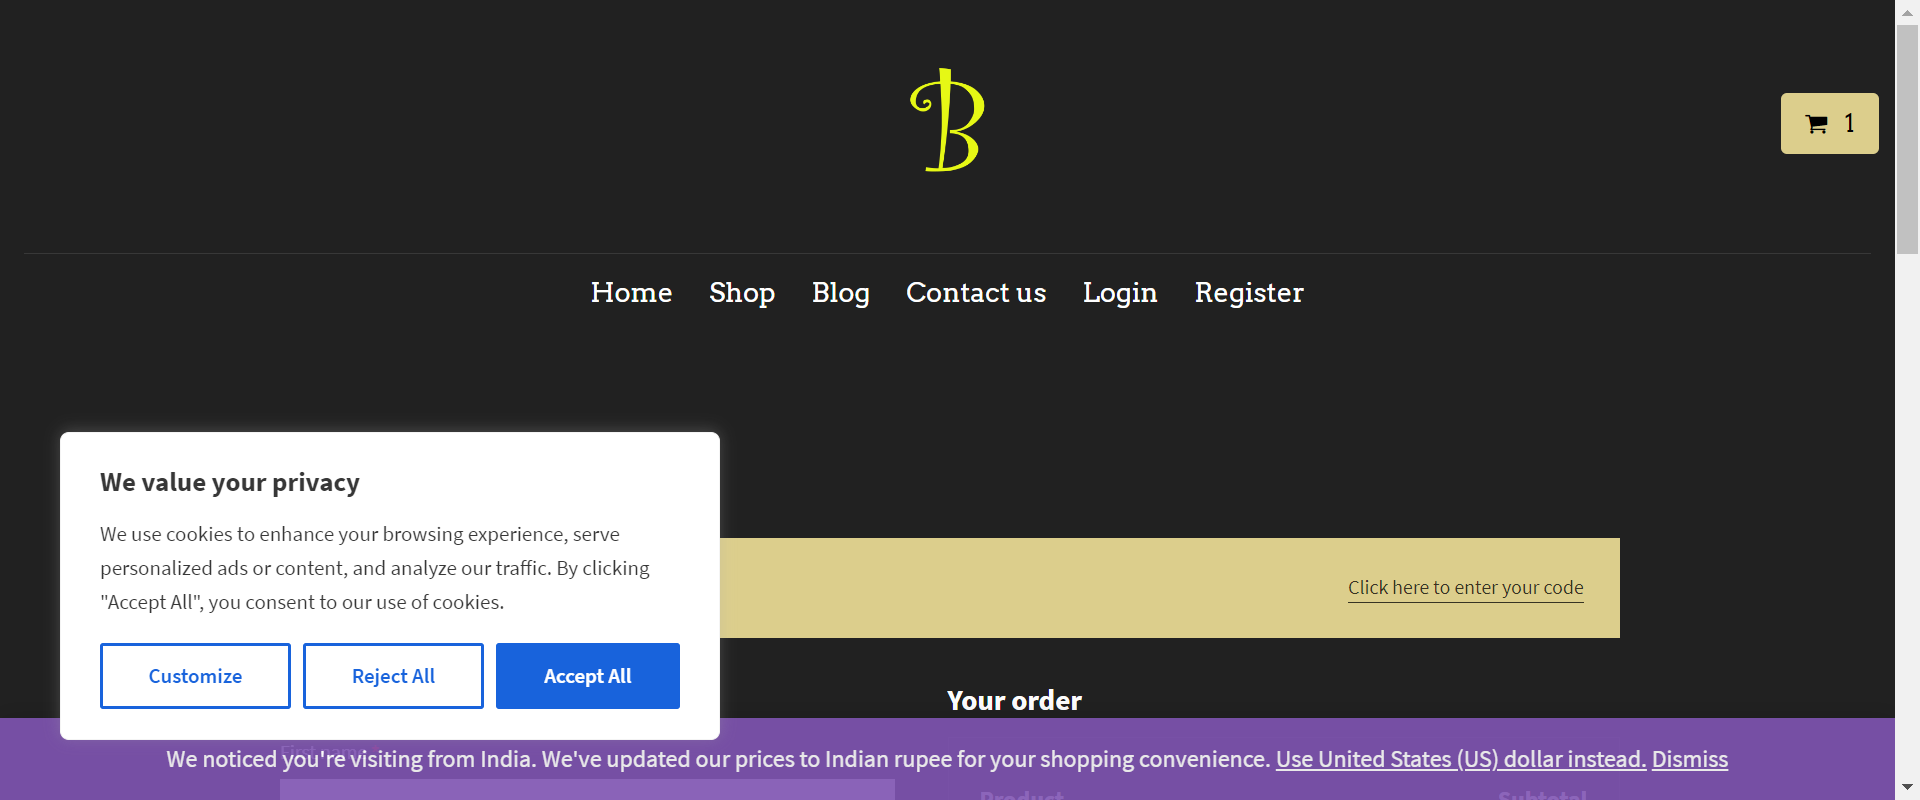 B
1
Home Shop Blog Contact us Login Register
We value your privacy
We use cookies to enhance your browsing experience, serve
personalized ads or content, and analyze our traffic. By clicking
"Accept All", you consent to our use of cookies.
Customize Reject All Accept All
Click here to enter your code
Your order
First name
We noticed you're visiting from India. We've updated our prices to Indian rupee for your shopping convenience. Use United States (US) dollar instead. Dismiss
Product Subtotal